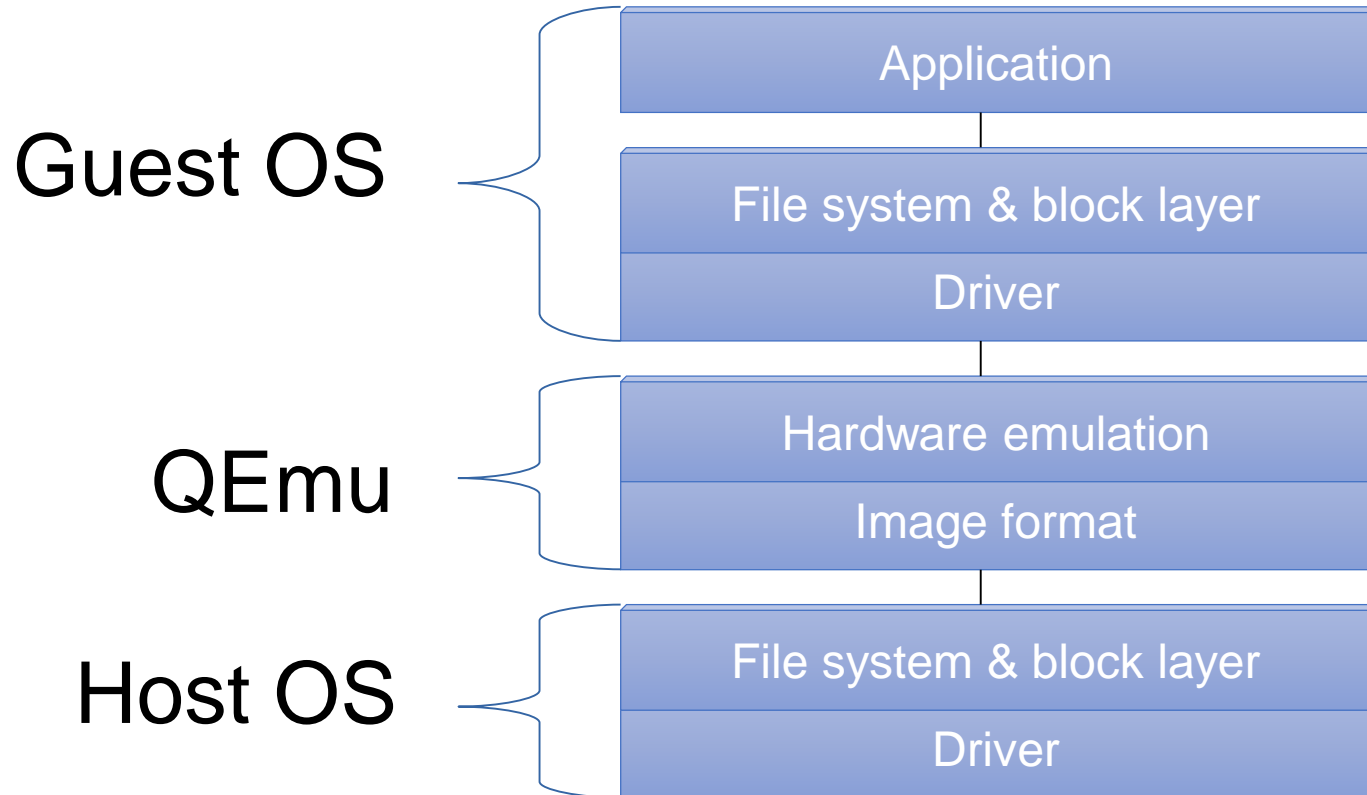 Application
Guest OS
File system & block layer
Driver
Hardware emulation
QEmu
Image format
File system & block layer
Host OS
Driver